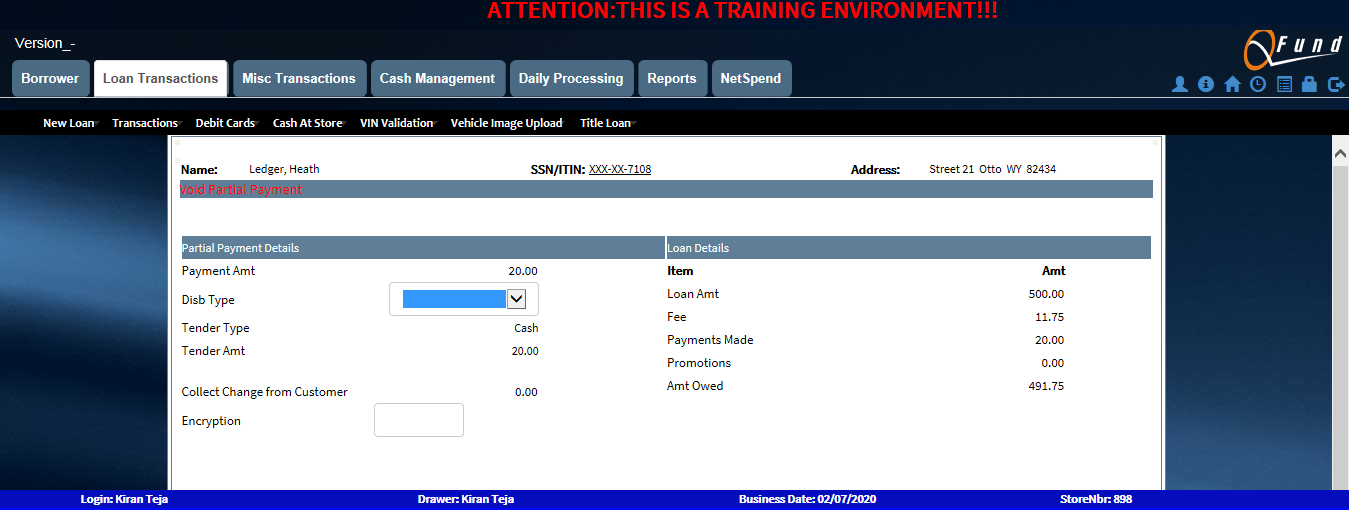 ATTENTION:THIS IS A TRAINING ENVIRONMENT!!!
Version_-
QFund
Borrower Loan Transactions Misc Transactions Cash Management Daily Processing Reports NetSpend
New Loan Transactions Debit Cards Cash At Store VIN Validation Vehicle Image Upload Title Loan
Name: Ledger, Heath SSN/ITIN: XXX-XX-7108 Address: Street 21 Otto WY 82434
Void Partial Payment
Partial Payment Details Loan Details
Payment Amt 20.00 Item Amt
Disb Type Loan Amt 500.00
Fee 11.75
Tender Type Cash
Payments Made 20.00
Tender Amt 20.00
Promotions 0.00
Amt Owed 491.75
Collect Change from Customer 0.00
Encryption
Login: Kiran Teja Drawer: Kiran Teja Business Date: 02/07/2020 StoreNbr: 898